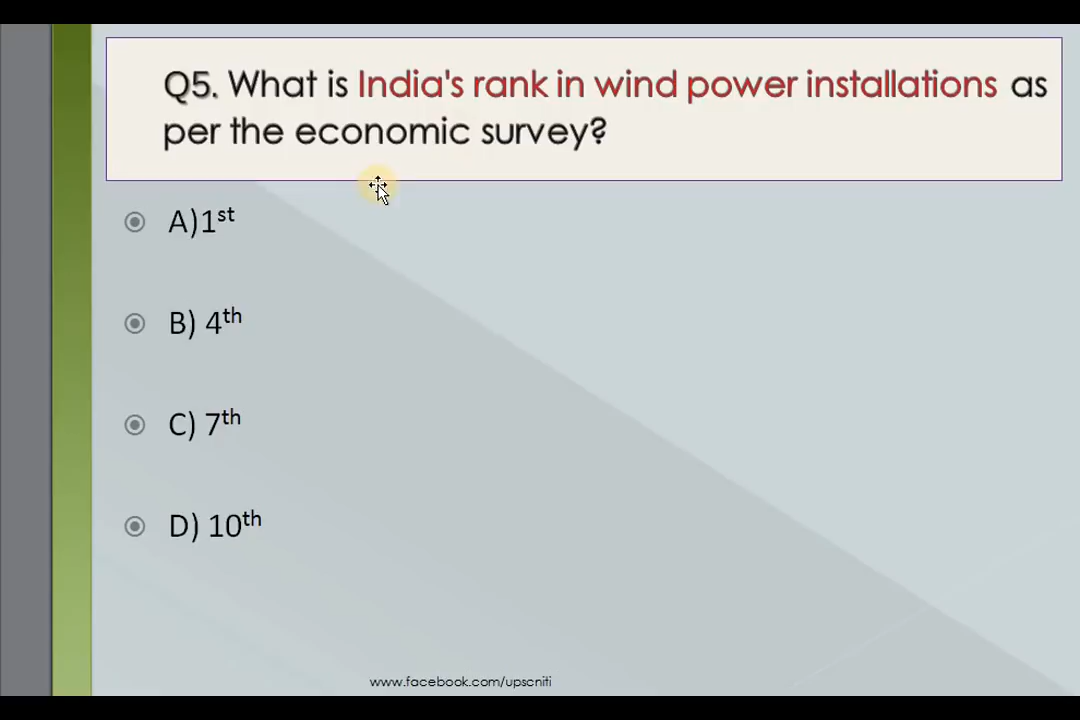 Q5. What is India's rank in wind power installations as
per the economic survey?
A)1st
B) 4th
C) 7th
D) 10th
www.facebook.com/upscniti